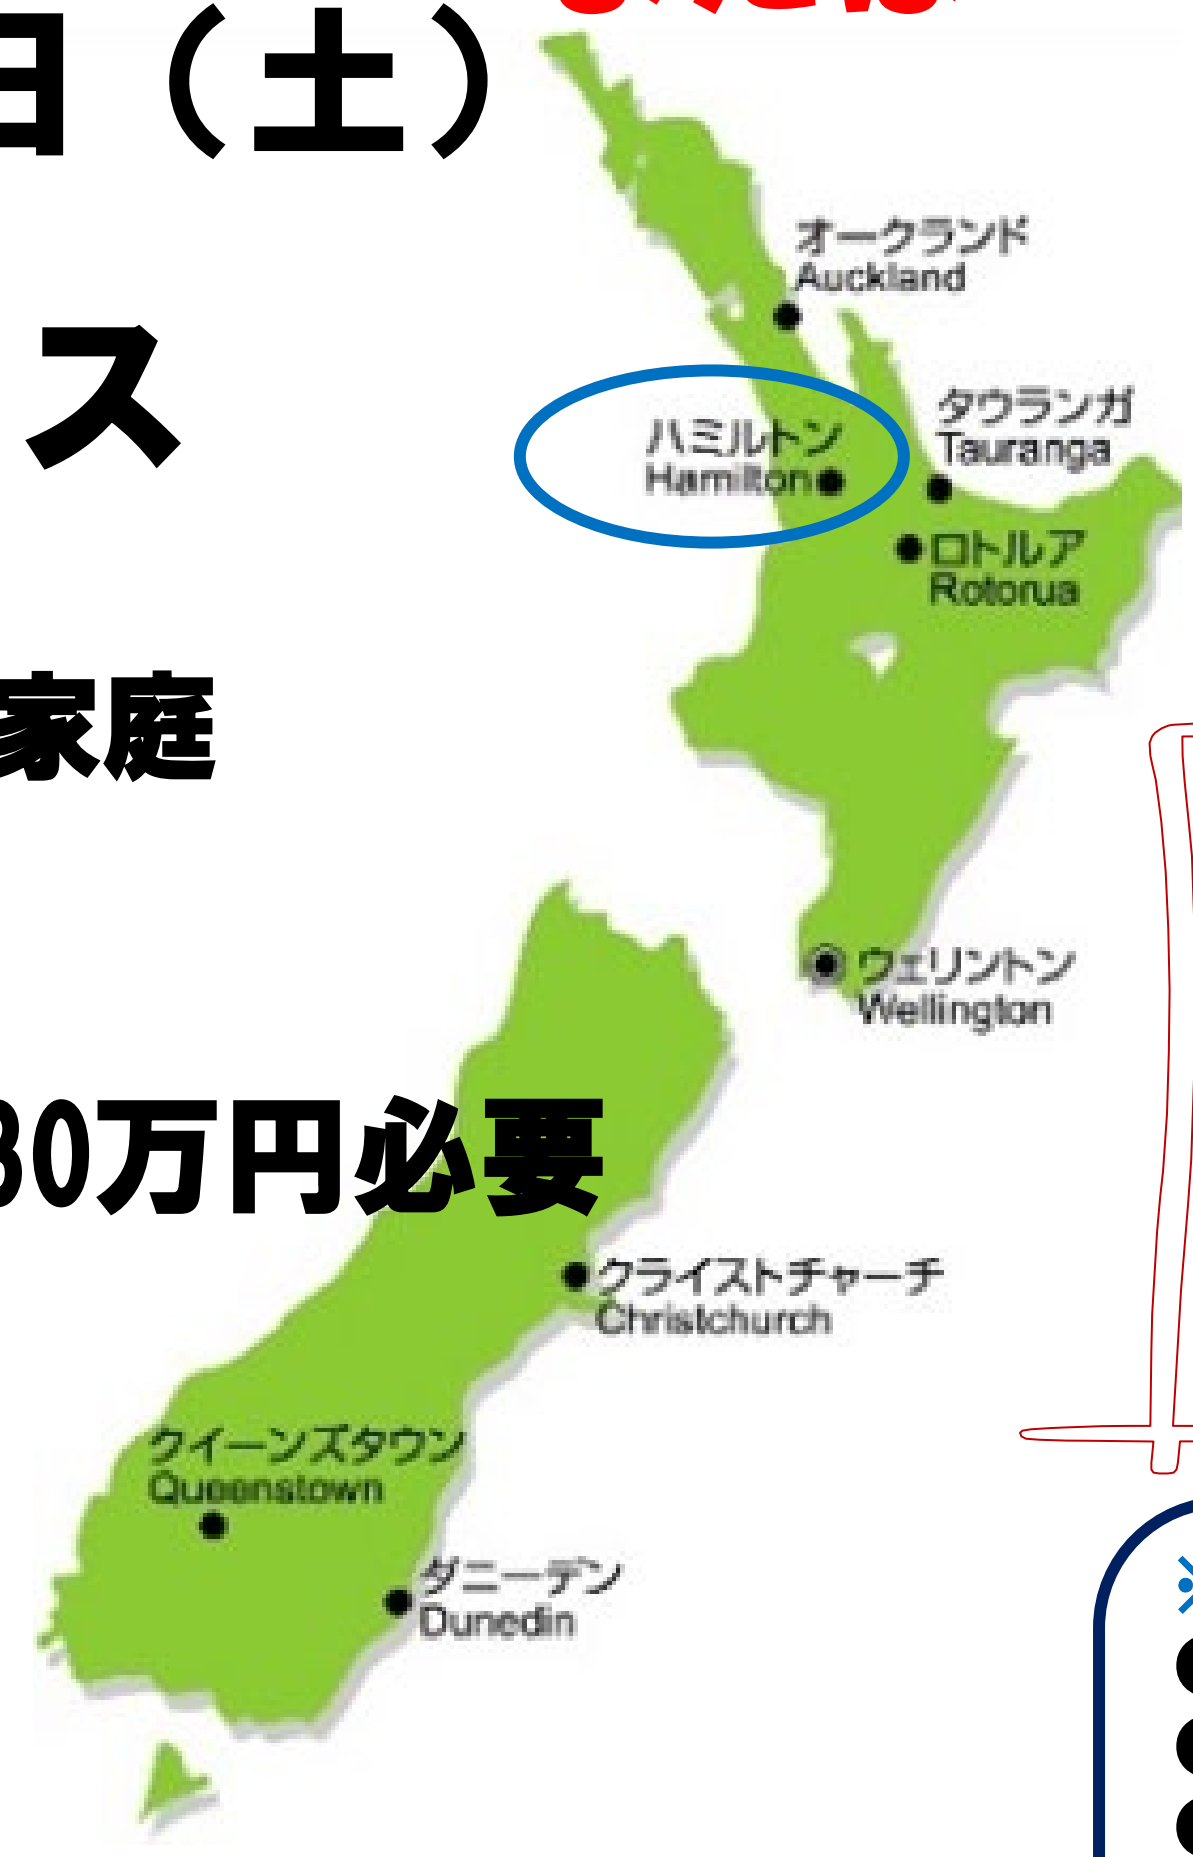 日（土）
オークランド
Auckland
ス
タウランガ
Tauranga
ハミルトン
Hamilton
ロトルア
Rotorua
家庭
ウェリントン
Wellington
30万円必要
クライストチャーチ
Christchurch
クイーンズタウン
Queenstown
ダニーデン
Dunedin
※